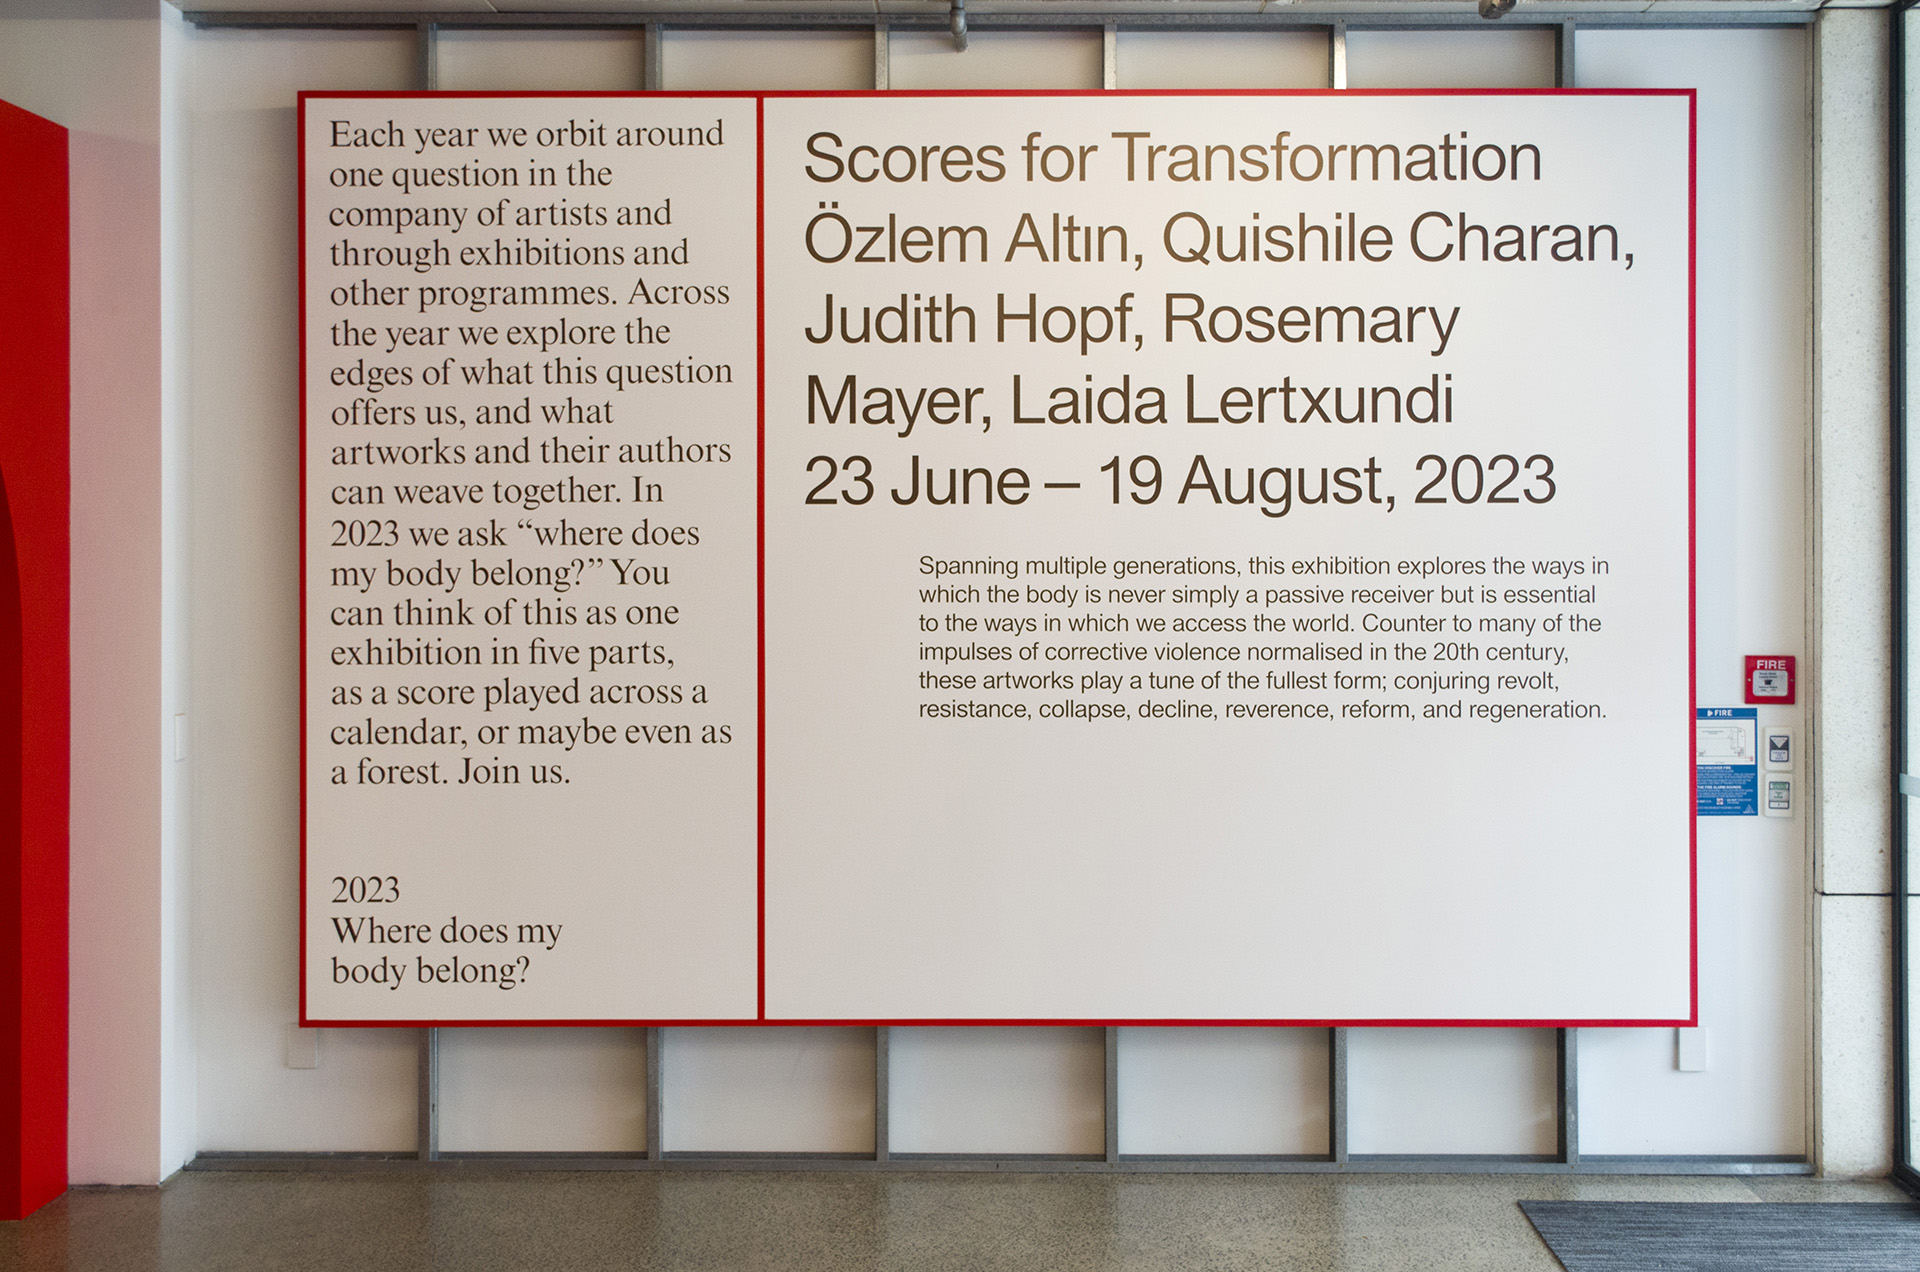 Each year we orbit around
one question in the
company of artists and
through exhibitions and
other programmes. Across
the year we explore the
edges of what this question
offers us, and what
artworks and their authors
can weave together. In
2023 we ask “where does
my body belong?” You
can think of this as one
exhibition in five parts,
as a score played across a
calendar, or maybe even as
a forest. Join us.
2023
Where does my
body belong?
Scores for Transformation
Özlem Altın, Quishile Charan,
Judith Hopf, Rosemary
Mayer, Laida Lertxundi
23 June – 19 August, 2023
Spanning multiple generations, this exhibition explores the ways in
which the body is never simply a passive receiver but is essential
to the ways in which we access the world. Counter to many of the
impulses of corrective violence normalised in the 20th century,
these artworks play a tune of the fullest form; conjuring revolt,
resistance, collapse, decline, reverence, reform, and regeneration.
FIRE
FIRE